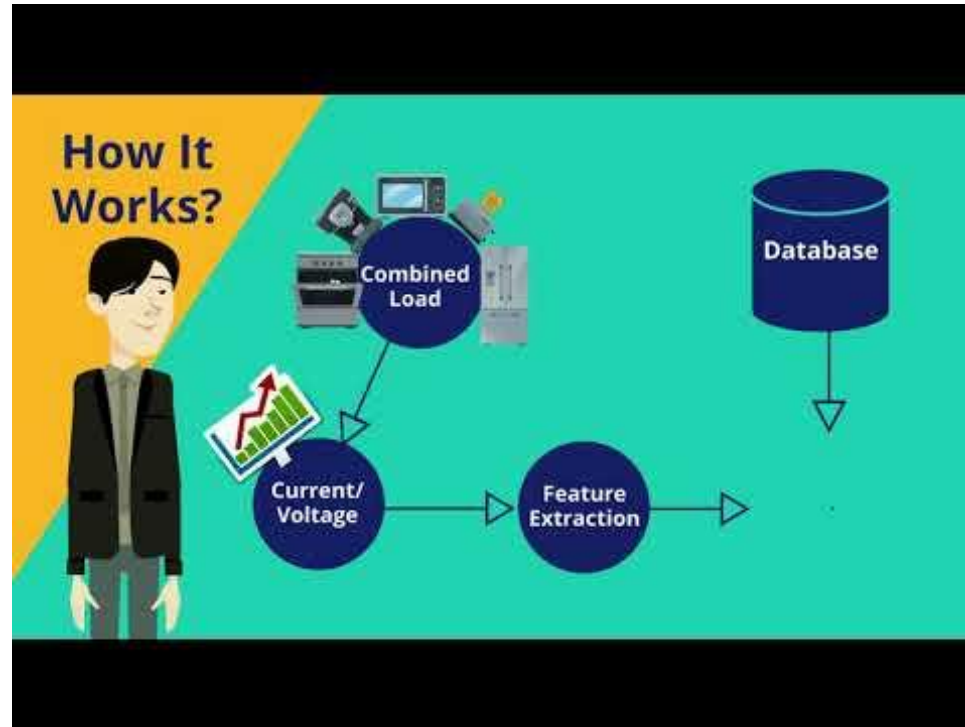 How It
Works?
Combined
Load
Database
Current/
Voltage
Feature
Extraction